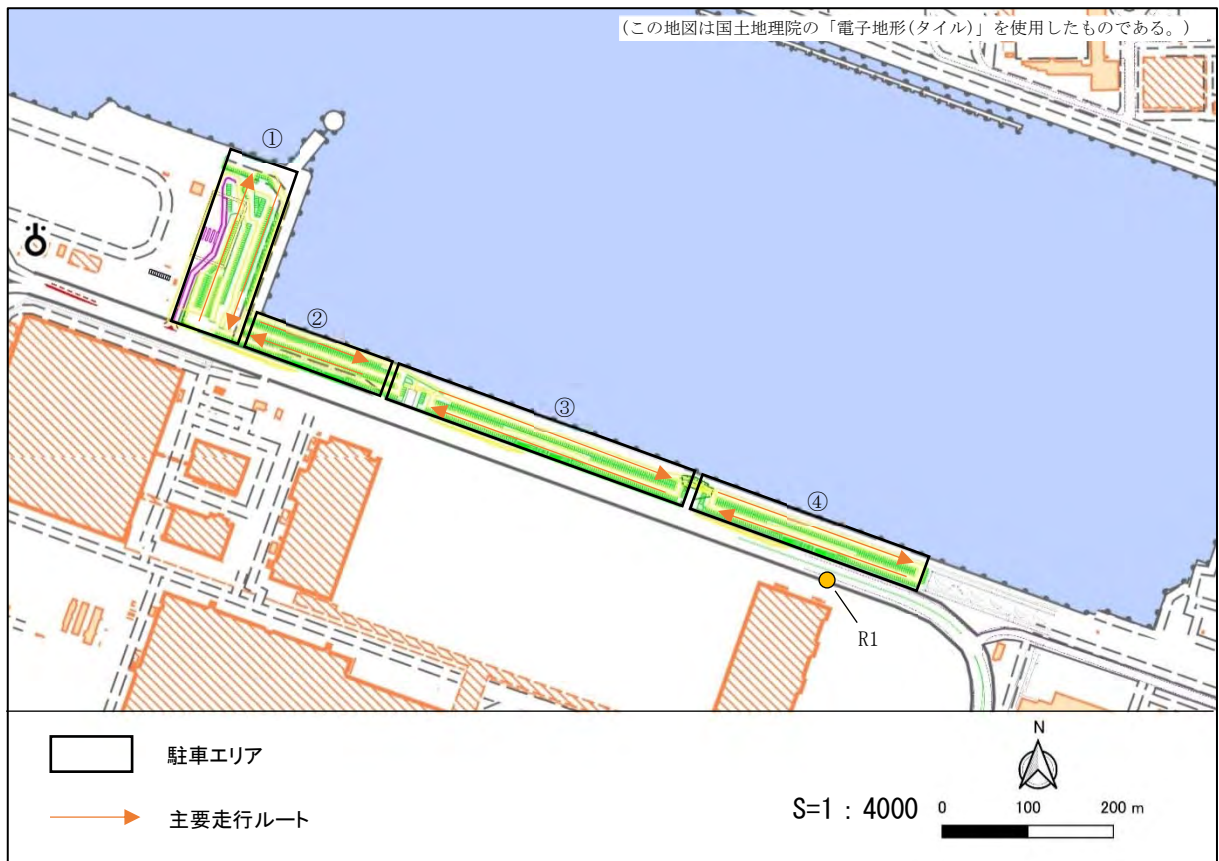 (この地図は国土地理院の「電子地形(タイル)」を使用したものである。)
①
②
③
④
R1
駐車エリア
主要走行ルート
N
S=1：4000
0 100 200 m